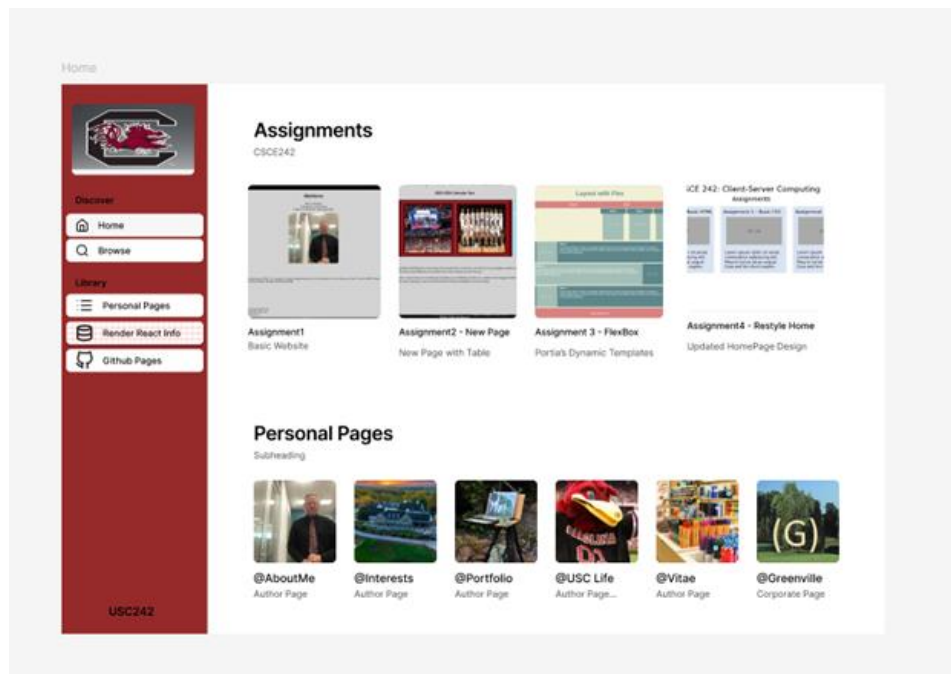 Home
Discover
Home
Browse
Library
Personal Pages
Render React Info
Github Pages
USC242
Assignments
CSCE242
Layout with Flex
CE 242: Client-Server Computing
Assignments
Assignment1
Basic Website
Assignment2 - New Page
New Page with Table
Assignment 3 - FlexBox
Portia's Dynamic Templates
Assignment4 - Restyle Home
Updated HomePage Design
Personal Pages
Subheading
@AboutMe
Author Page
@Interests
Author Page
@Portfolio
Author Page
CAROLINA
@USC Life
Author Page...
@Vitae
Author Page
(G)
@Greenville
Corporate Page